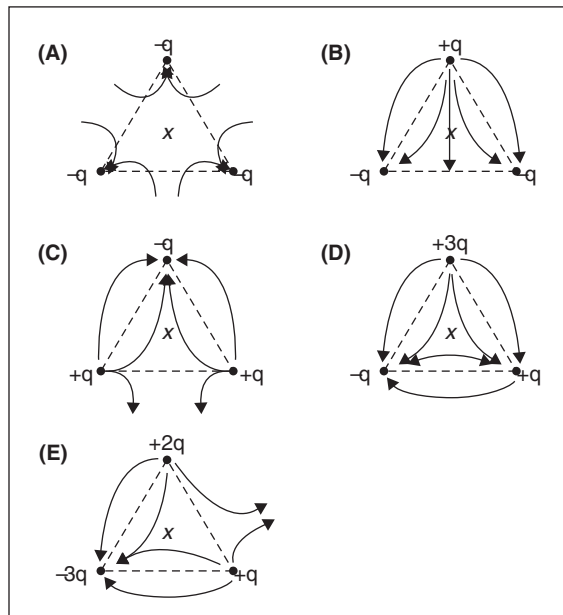 (A)
–q
x
–q
–q
(B)
+q
x
–q
–q
(C)
–q
x
+q
+q
(D)
+3q
x
–q
+q
(E)
+2q
x
–3q
+q